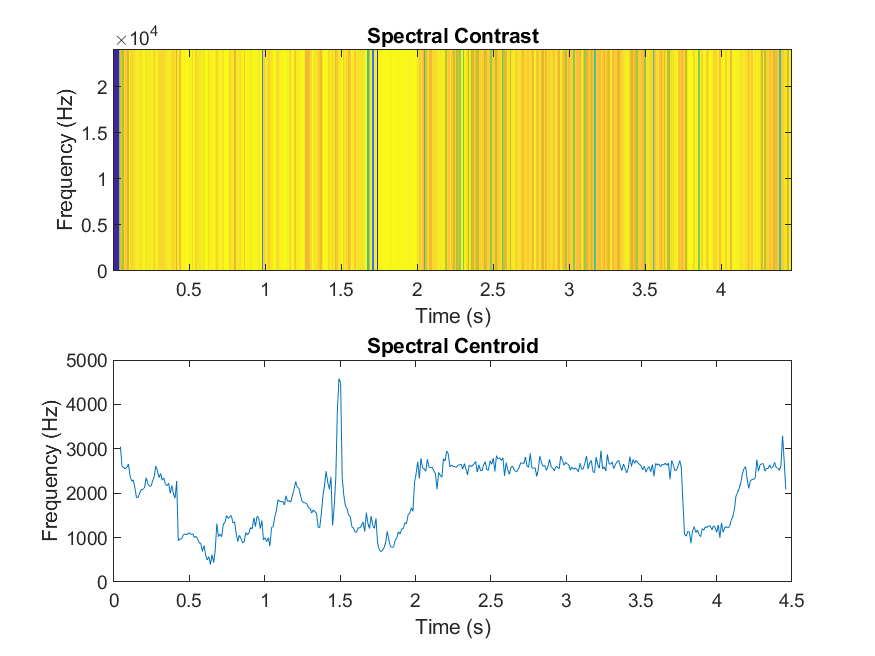 Spectral Contrast
×10⁴
2
1.5
1
0.5
0
Frequency (Hz)
0.5 1 1.5 2 2.5 3 3.5 4
Time (s)
Spectral Centroid
5000
4000
3000
2000
1000
0
Frequency (Hz)
0 0.5 1 1.5 2 2.5 3 3.5 4 4.5
Time (s)